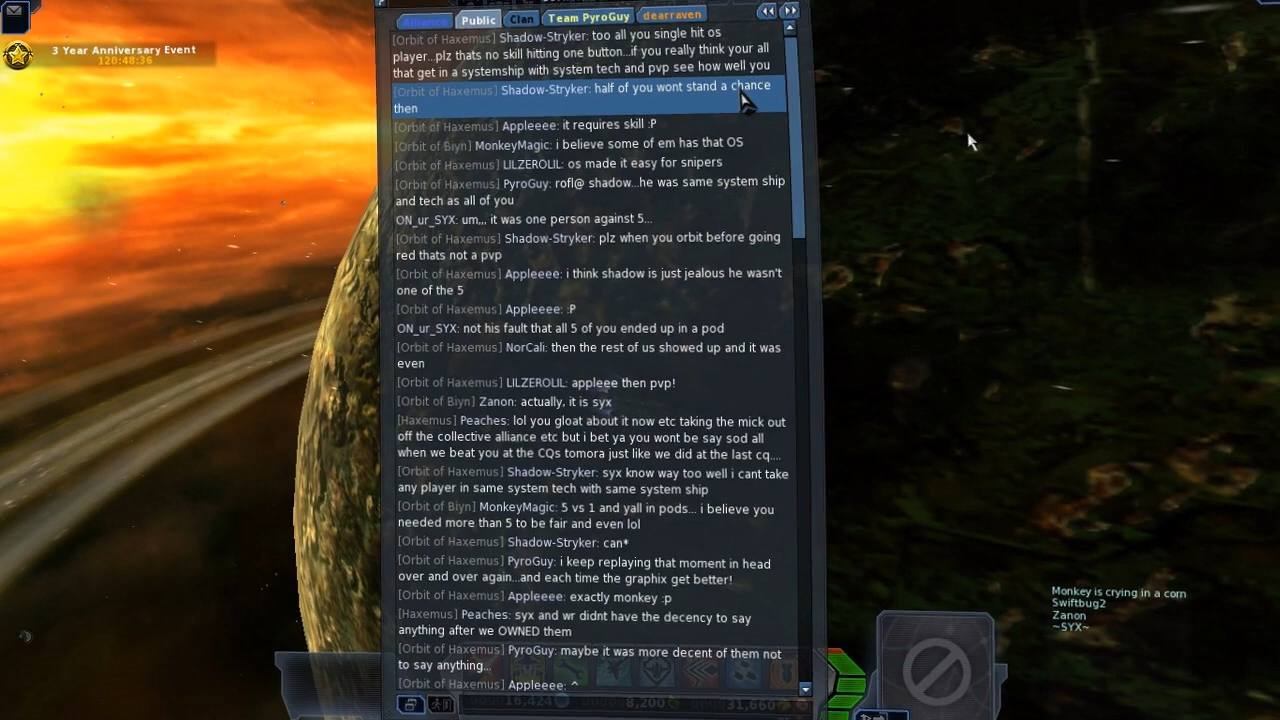 Alliance Public Clan Team PyroGuy dearraven
3 Year Anniversary Event
120:48:36
[Orbit of Haxemus] Shadow-Stryker: too all you single hit os
player...plz thats no skill hitting one button...if you really think your all
that get in a systemship with system tech and pvp see how well you
[Orbit of Haxemus] Shadow-Stryker: half of you wont stand a chance
then
[Orbit of Haxemus] Appleeee: it requires skill :P
[Orbit of Biyn] MonkeyMagic: i believe some of em has that OS
[Orbit of Haxemus] LILZEROLIL: os made it easy for snipers
[Orbit of Haxemus] PyroGuy: rofl@ shadow...he was same system ship
and tech as all of you
ON_ur_SYX: um,,, it was one person against 5...
[Orbit of Haxemus] Shadow-Stryker: plz when you orbit before going
red thats not a pvp
[Orbit of Haxemus] Appleeee: i think shadow is just jealous he wasn't
one of the 5
[Orbit of Haxemus] Appleeee: :P
ON_ur_SYX: not his fault that all 5 of you ended up in a pod
[Orbit of Haxemus] NorCali: then the rest of us showed up and it was
even
[Orbit of Haxemus] LILZEROLIL: appleee then pvp!
[Orbit of Biyn] Zanon: actually, it is syx
[Haxemus] Peaches: lol you gloat about it now etc taking the mick out
off the collective alliance etc but i bet ya you wont be say sod all
when we beat you at the CQs tomora just like we did at the last cq....
[Orbit of Haxemus] Shadow-Stryker: syx know way too well i cant take
any player in same system tech with same system ship
[Orbit of Biyn] MonkeyMagic: 5 vs 1 and yall in pods... i believe you
needed more than 5 to be fair and even lol
[Orbit of Haxemus] Shadow-Stryker: can*
[Orbit of Haxemus] PyroGuy: i keep replaying that moment in head
over and over again...and each time the graphix get better!
[Orbit of Haxemus] Appleeee: exactly monkey :p
[Haxemus] Peaches: syx and wr didnt have the decency to say
anything after we OWNED them
[Orbit of Haxemus] PyroGuy: maybe it was more decent of them not
to say anything...
[Orbit of Haxemus] Appleeee: ^
16,424 8,200 31,660
Monkey is crying in a corn
Swiftbug2
Zanon
~SYX~